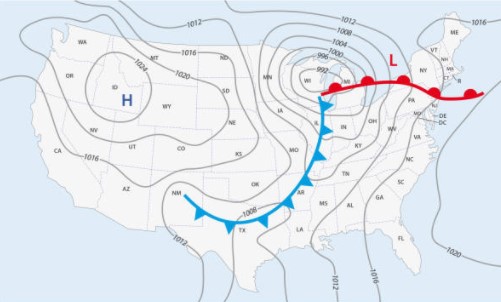 1012
1012
1016
1016
1008
1004
1000
996
992
1024
1020
WA
MT
ND
MN
WI
MI
L
VT
ME
NH
MA
CT
R
NY
OR
ID
H
WY
SD
IA
IL
IN
OH
PA
NJ
MD
DE
DC
NV
UT
CO
NE
KS
MO
KY
WV
VA
NC
CA
1016
AZ
NM
OK
AR
TN
SC
MS
AL
GA
TX
LA
FL
1008
1012
1012
1016
1020